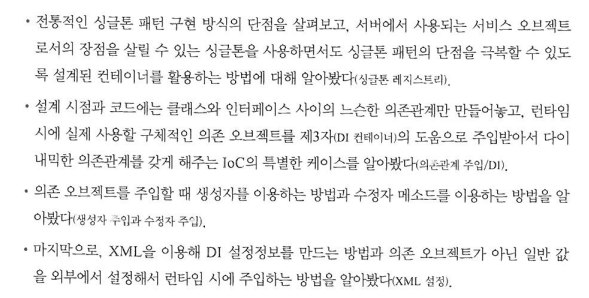 • 전통적인 싱글톤 패턴 구현 방식의 단점을 살펴보고, 서버에서 사용되는 서비스 오브젝트
로서의 장점을 살릴 수 있는 싱글톤을 사용하면서도 싱글톤 패턴의 단점을 극복할 수 있도
록 설계된 컨테이너를 활용하는 방법에 대해 알아봤다(싱글톤 레지스트리).
• 설계 시점과 코드에는 클래스와 인터페이스 사이의 느슨한 의존관계만 만들어놓고, 런타임
시에 실제 사용할 구체적인 의존 오브젝트를 제3자(DI 컨테이너)의 도움으로 주입받아서 다이
내믹한 의존관계를 갖게 해주는 IoC의 특별한 케이스를 알아봤다(의존관계 주입/DI).
• 의존 오브젝트를 주입할 때 생성자를 이용하는 방법과 수정자 메소드를 이용하는 방법을 알
아봤다(생성자 주입과 수정자 주입).
• 마지막으로, XML을 이용해 DI 설정정보를 만드는 방법과 의존 오브젝트가 아닌 일반 값
을 외부에서 설정해서 런타임 시에 주입하는 방법을 알아봤다(XML 설정).